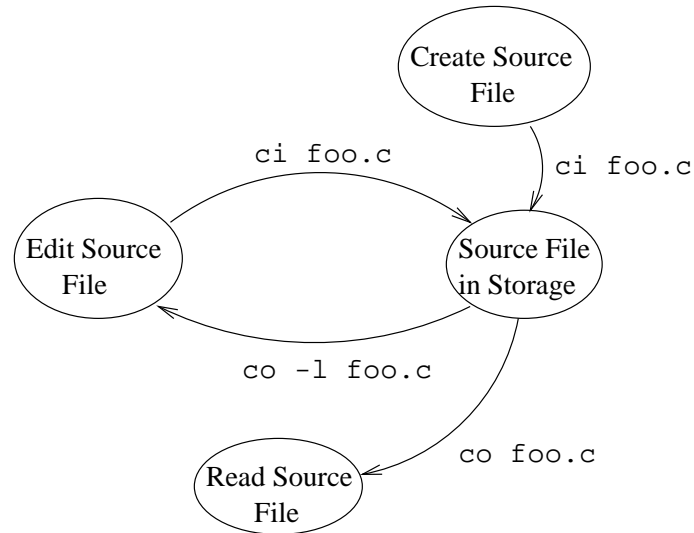 Create Source
File
ci foo.c
ci foo.c
Edit Source
File
Source File
in Storage
co -l foo.c
co foo.c
Read Source
File